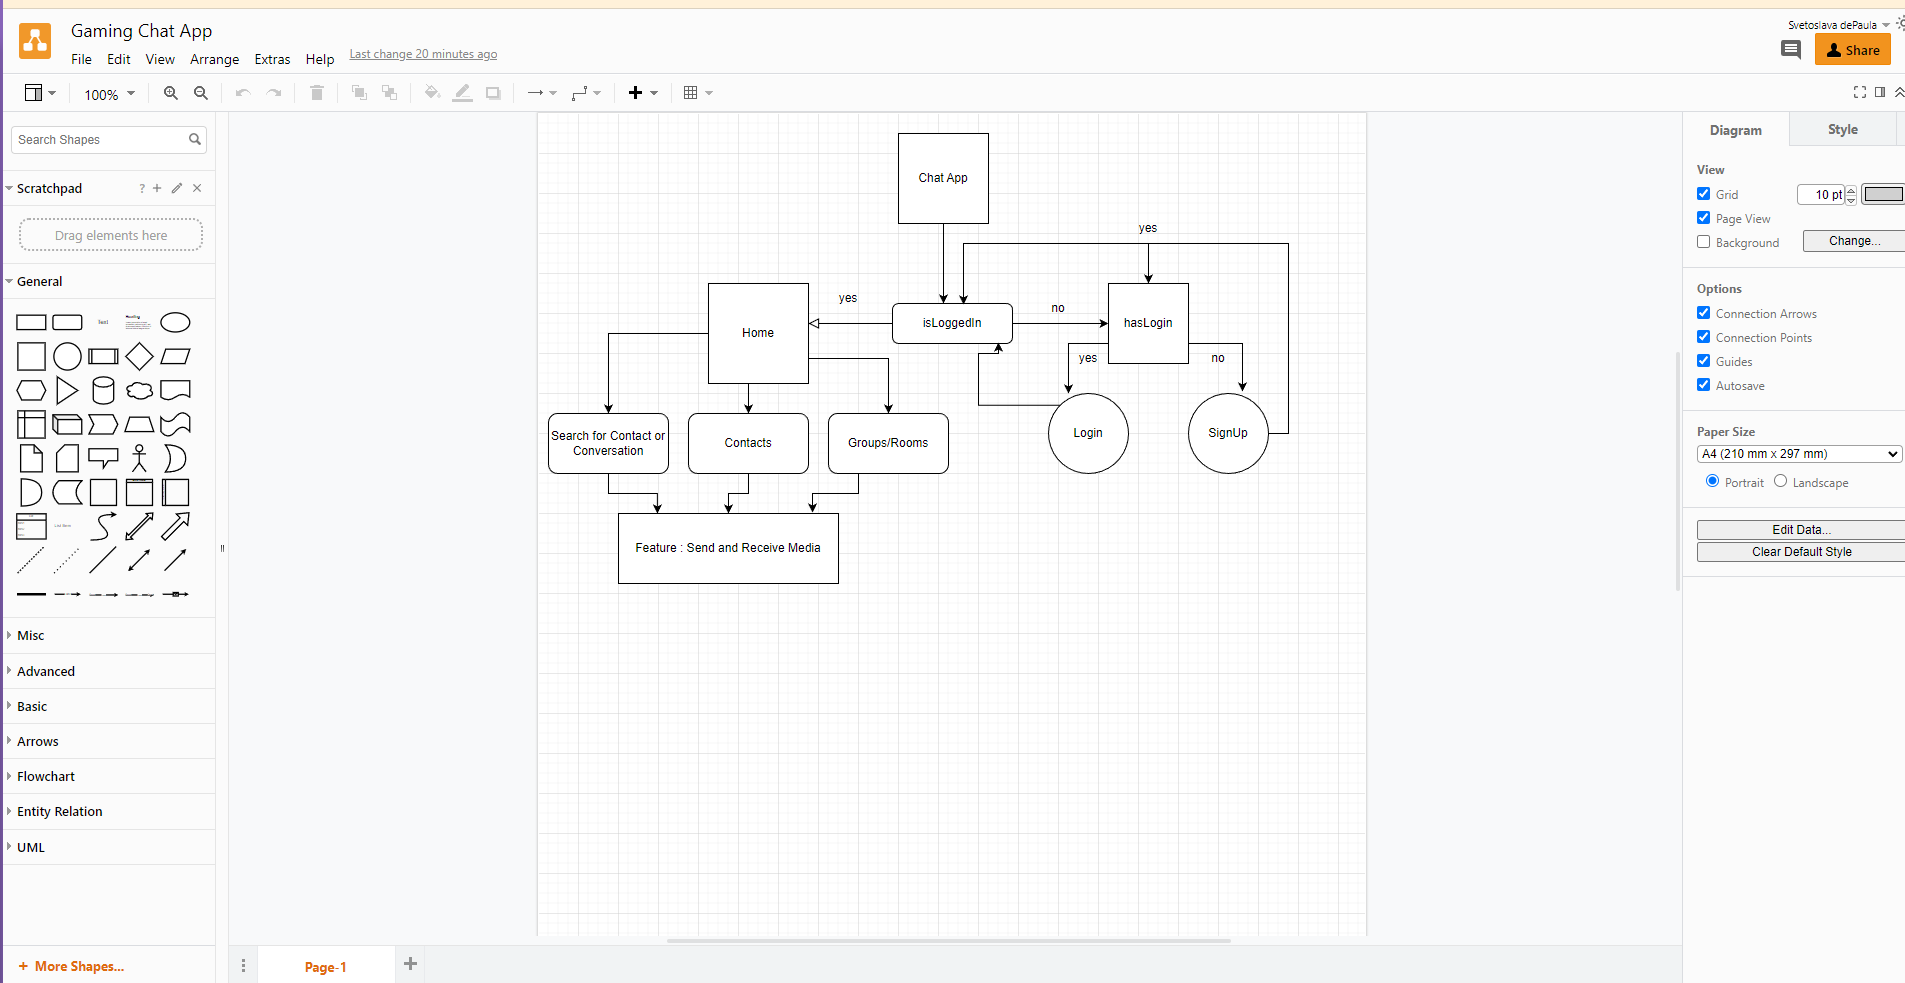 Gaming Chat App
Svetoslava dePaula
File Edit View Arrange Extras Help Last change 20 minutes ago
Share
100%
Search Shapes
Scratchpad ?
Drag elements here
General
Text
Heading
List Item
Misc
Advanced
Basic
Arrows
Flowchart
Entity Relation
UML
+ More Shapes...
Chat App
yes
yes
no
Home
isLoggedIn
hasLogin
yes
no
Search for Contact or
Conversation
Contacts
Groups/Rooms
Login
SignUp
Feature : Send and Receive Media
Page-1
Diagram
Style
View
Grid
10 pt
Page View
Background
Change...
Options
Connection Arrows
Connection Points
Guides
Autosave
Paper Size
A4 (210 mm x 297 mm)
Portrait Landscape
Edit Data...
Clear Default Style